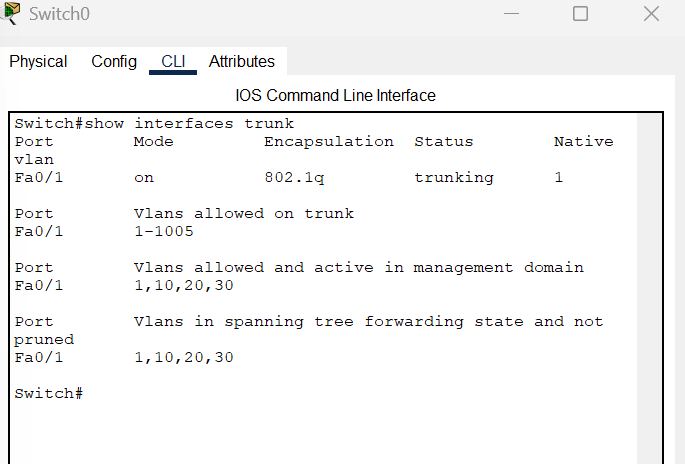 Switch0
Physical Config CLI Attributes
IOS Command Line Interface
Switch#show interfaces trunk
Port Mode Encapsulation Status Native
vlan
Fa0/1 on 802.1q trunking 1
Port Vlans allowed on trunk
Fa0/1 1-1005
Port Vlans allowed and active in management domain
Fa0/1 1,10,20,30
Port Vlans in spanning tree forwarding state and not
pruned
Fa0/1 1,10,20,30
Switch#